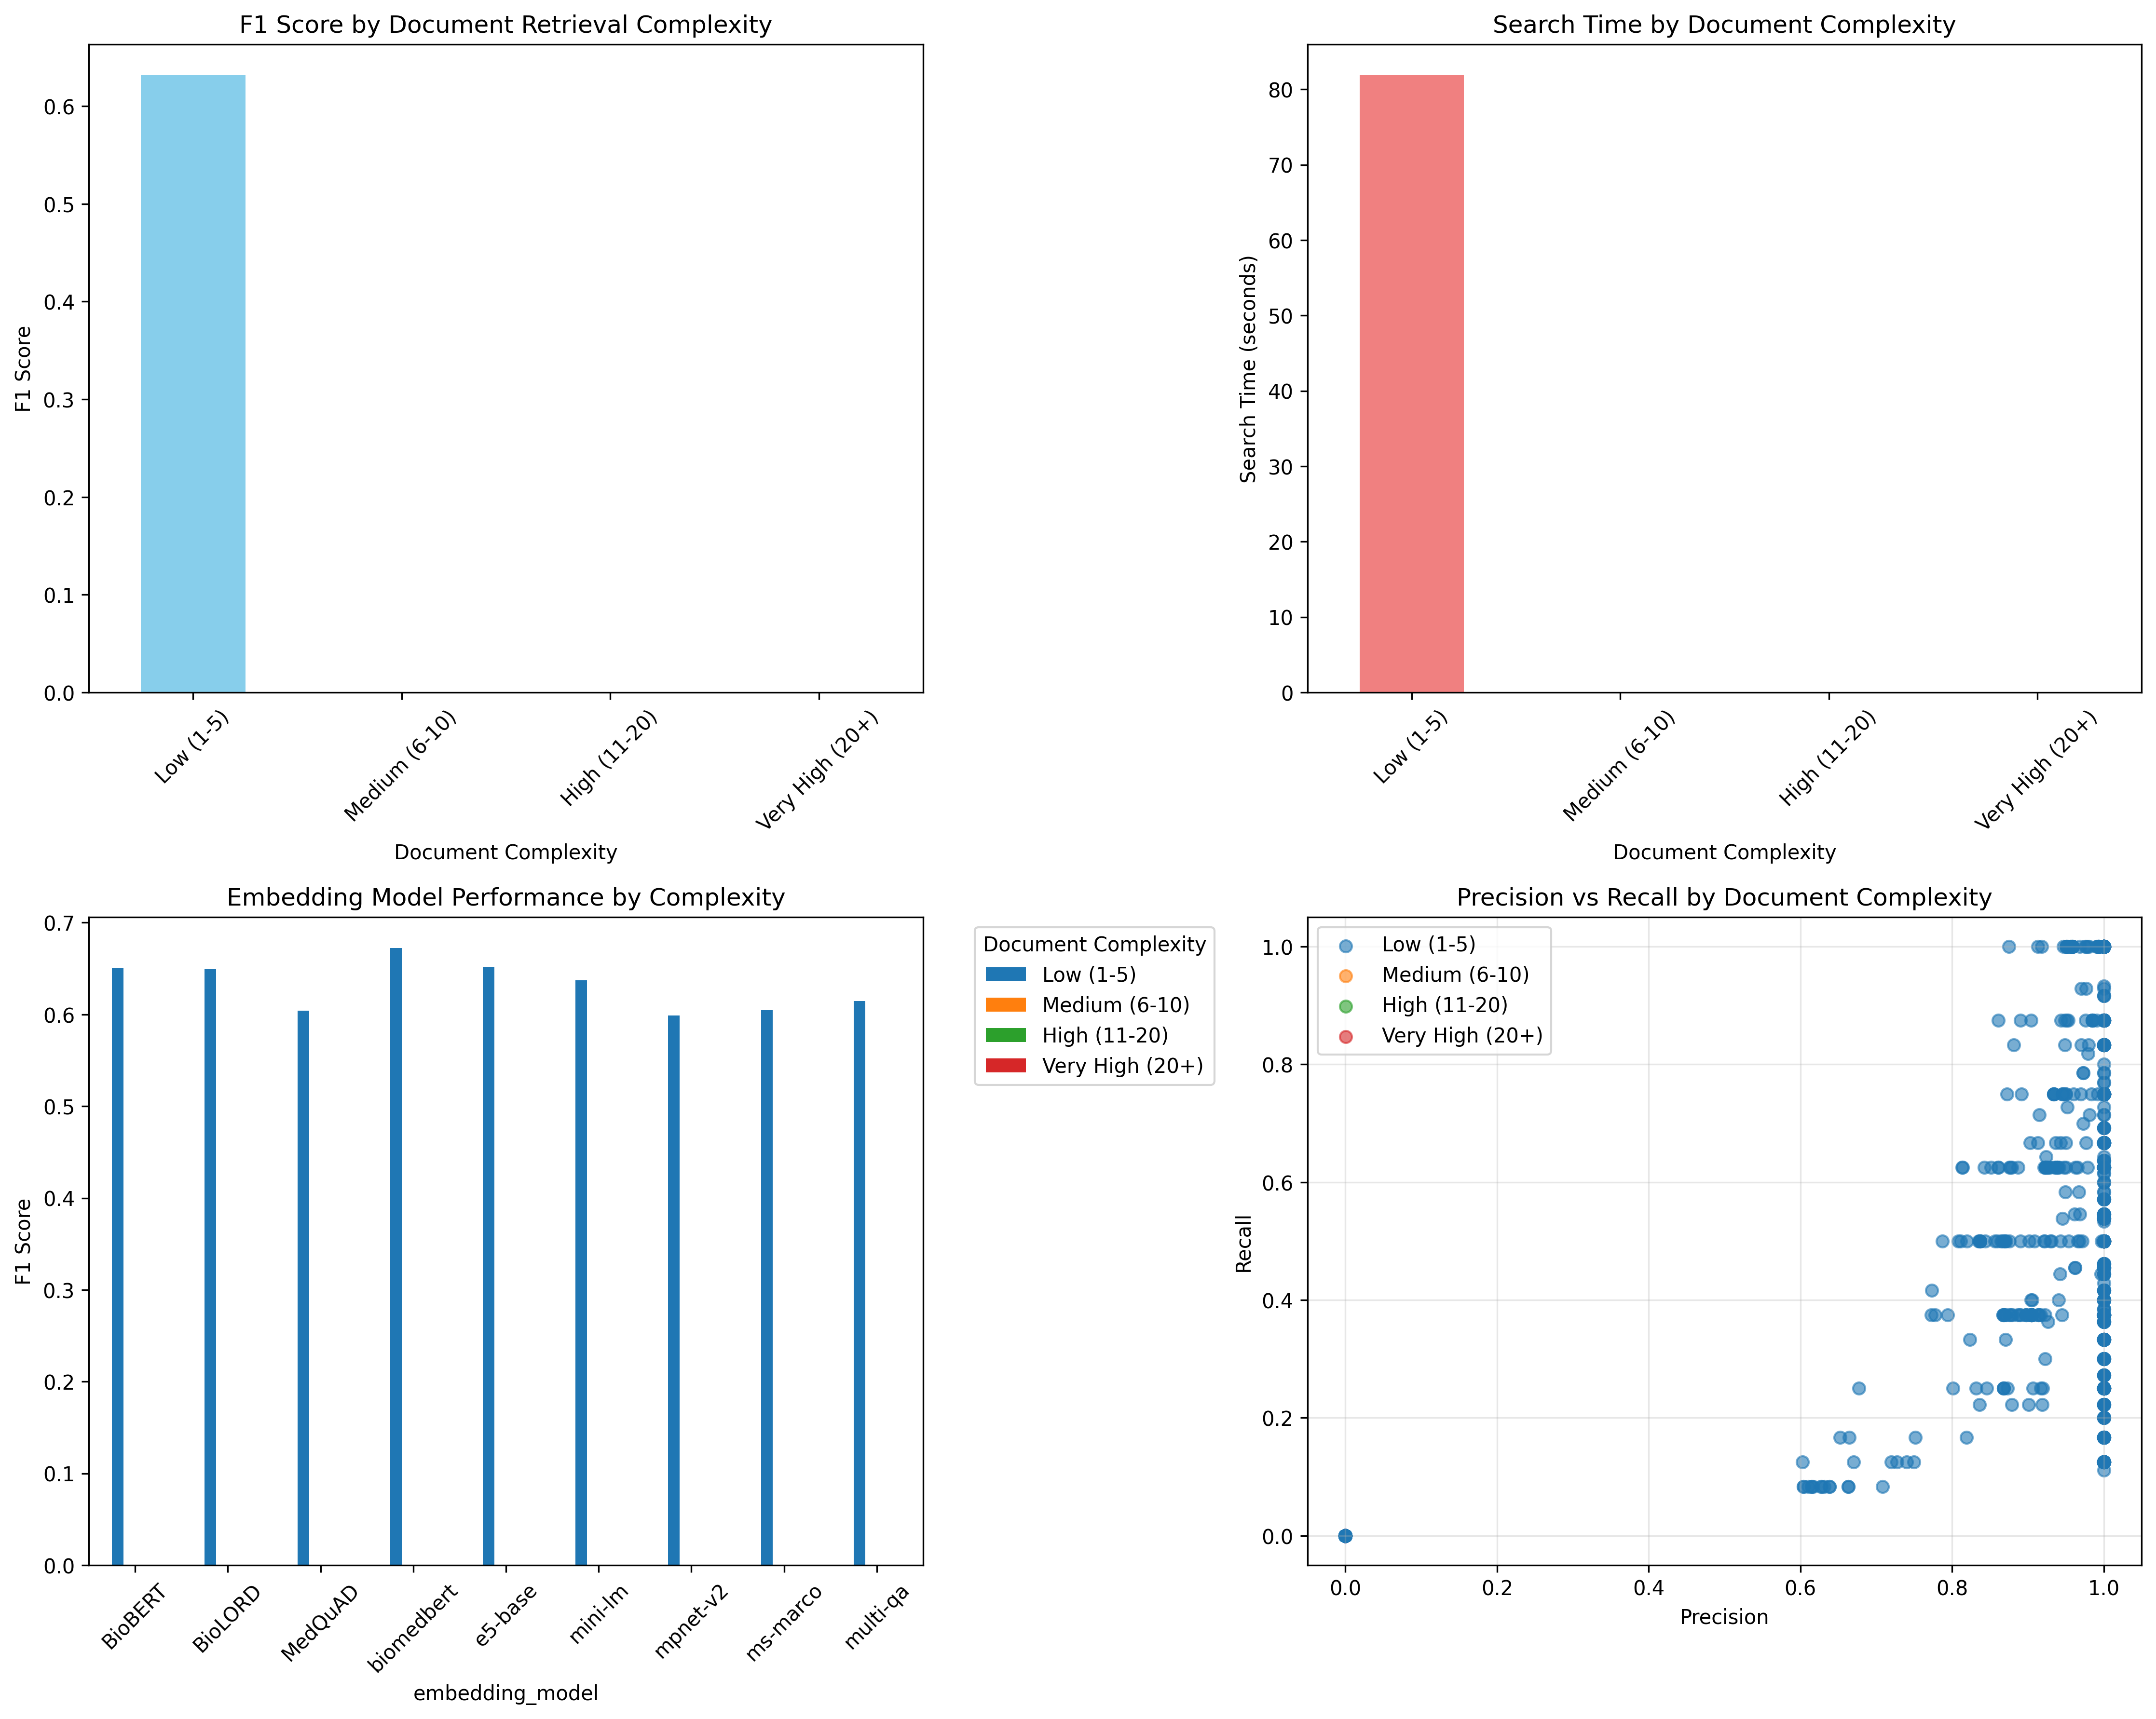 F1 Score by Document Retrieval Complexity
F1 Score
0.6
0.5
0.4
0.3
0.2
0.1
0.0
Low (1-5)
Medium (6-10)
High (11-20)
Very High (20+)
Document Complexity
Search Time by Document Complexity
Search Time (seconds)
80
70
60
50
40
30
20
10
0
Low (1-5)
Medium (6-10)
High (11-20)
Very High (20+)
Document Complexity
Embedding Model Performance by Complexity
F1 Score
0.7
0.6
0.5
0.4
0.3
0.2
0.1
0.0
BioBERT
BioLORD
MedQuAD
biomedbert
e5-base
mini-lm
mpnet-v2
ms-marco
multi-qa
embedding_model
Document Complexity
Low (1-5)
Medium (6-10)
High (11-20)
Very High (20+)
Precision vs Recall by Document Complexity
Low (1-5)
Medium (6-10)
High (11-20)
Very High (20+)
Recall
1.0
0.8
0.6
0.4
0.2
0.0
0.0
0.2
0.4
0.6
0.8
1.0
Precision